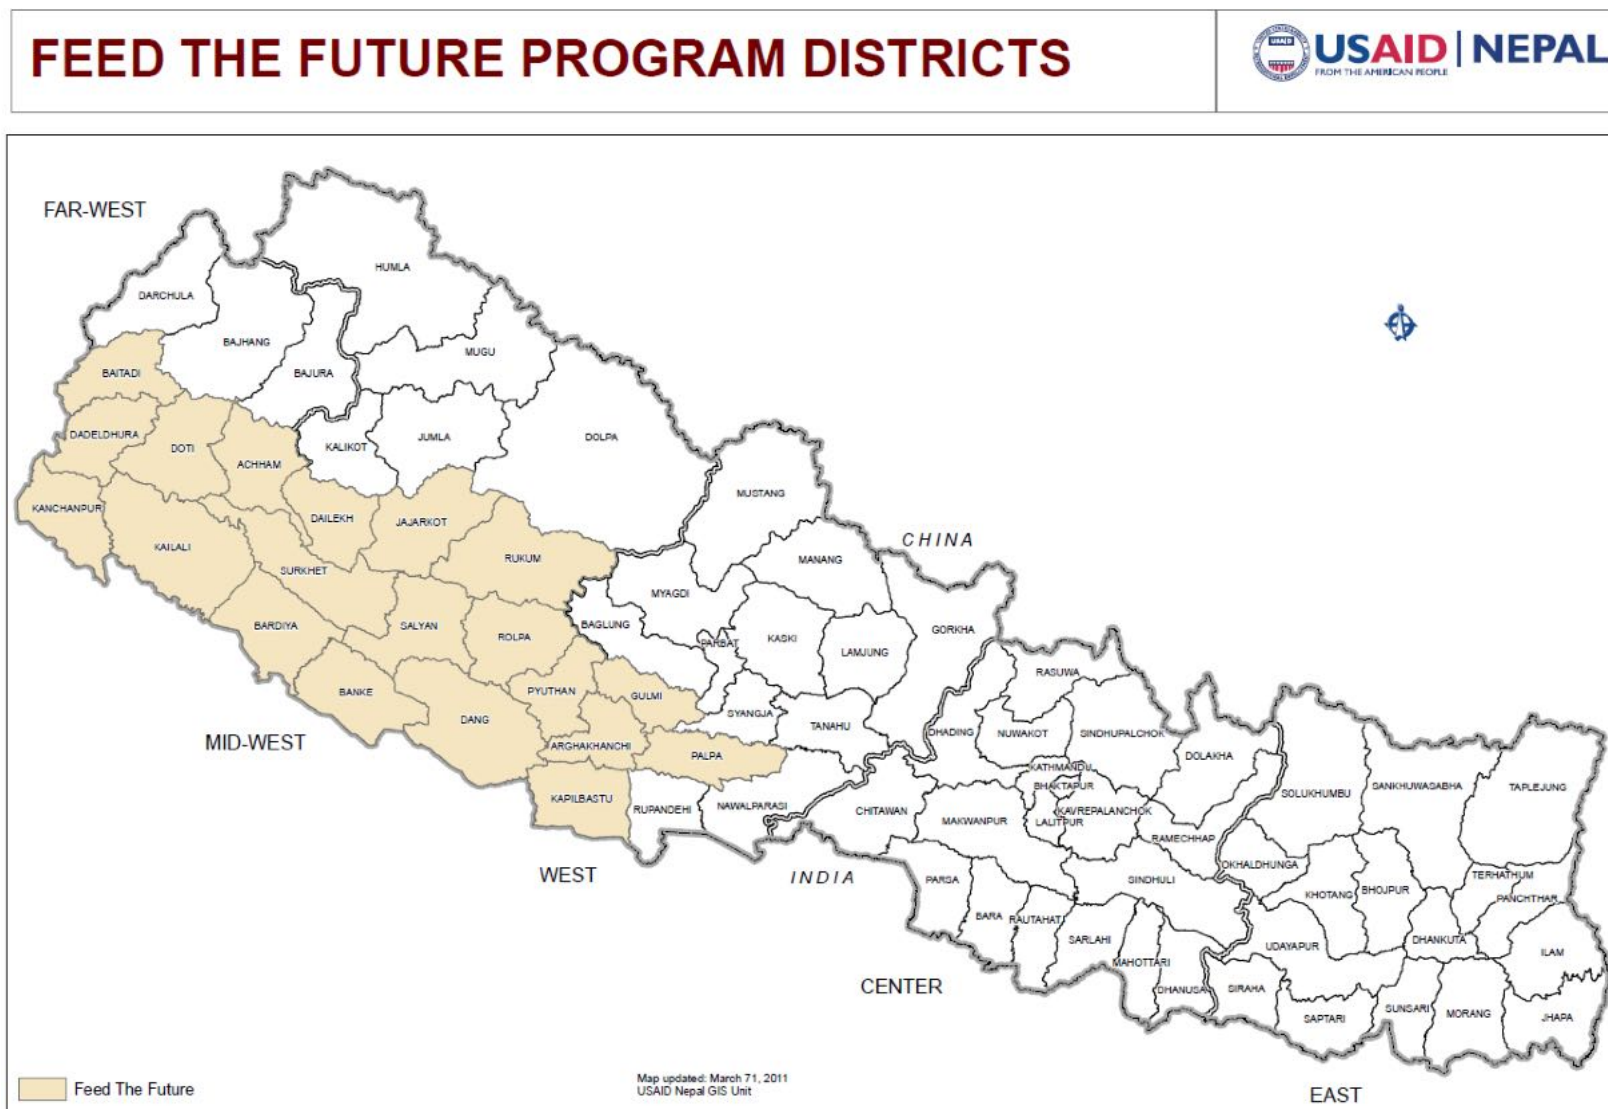 FEED THE FUTURE PROGRAM DISTRICTS
USAID | NEPAL
FROM THE AMERICAN PEOPLE
FAR-WEST
HUMLA
DARCHULA
BAJHANG
MUGU
BAITADI
BAJURA
DADELDHURA
DOTI
ACHHAM
KALIKOT
JUMLA
DOLPA
KANCHANPUR
DAILEKH
JAJARKOT
MUSTANG
KAILALI
SURKHET
RUKUM
CHINA
MANANG
MYAGDI
BARDIYA
SALYAN
ROLPA
BAGLUNG
PARBAT
KASKI
LAMJUNG
GORKHA
RASUWA
BANKE
PYUTHAN
GULMI
DANG
SYANGJA
TANAHU
DHADING
NUWAKOT
SINDHUPALCHOK
MID-WEST
ARGHAKHANCHI
PALPA
DOLAKHA
KATHMANDU
BHAKTAPUR
SOLUKHUMBU
SANKHUWASABHA
TAPLEJUNG
KAPILBASTU
RUPANDEHI
NAWALPARASI
CHITAWAN
MAKWANPUR
LALITPUR
KAVREPALANCHOK
RAMECHHAP
WEST
INDIA
PARSA
SINDHULI
OKHALDHUNGA
KHOTANG
BHOJPUR
TERHATHUM
PANCHTHAR
BARA
RAUTAHAT
SARLAHI
UDAYAPUR
DHANKUTA
ILAM
MAHOTTARI
DHANUSA
CENTER
SIRAHA
SAPTARI
SUNSARI
MORANG
JHAPA
Feed The Future
Map updated: March 71, 2011
USAID Nepal GIS Unit
EAST